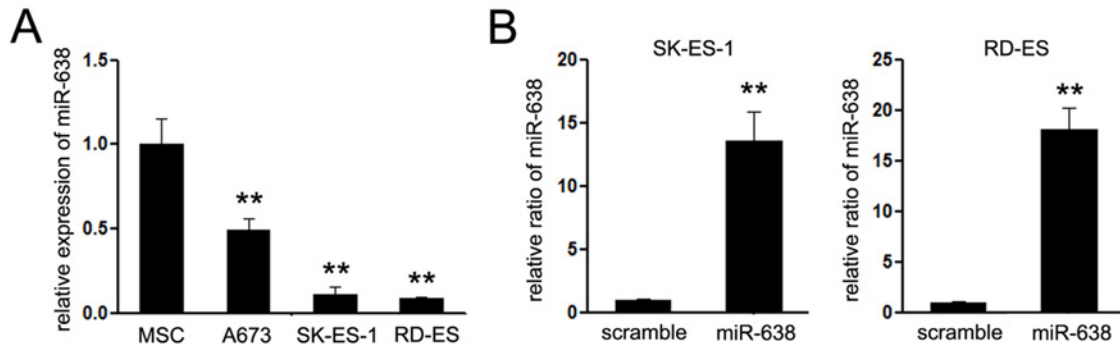 A
relative expression of miR-638
1.5
1.0
0.5
0.0
**
**
**
MSC A673 SK-ES-1 RD-ES
B
SK-ES-1
relative ratio of miR-638
20
15
10
5
0
**
scramble miR-638
RD-ES
relative ratio of miR-638
25
20
15
10
5
0
**
scramble miR-638